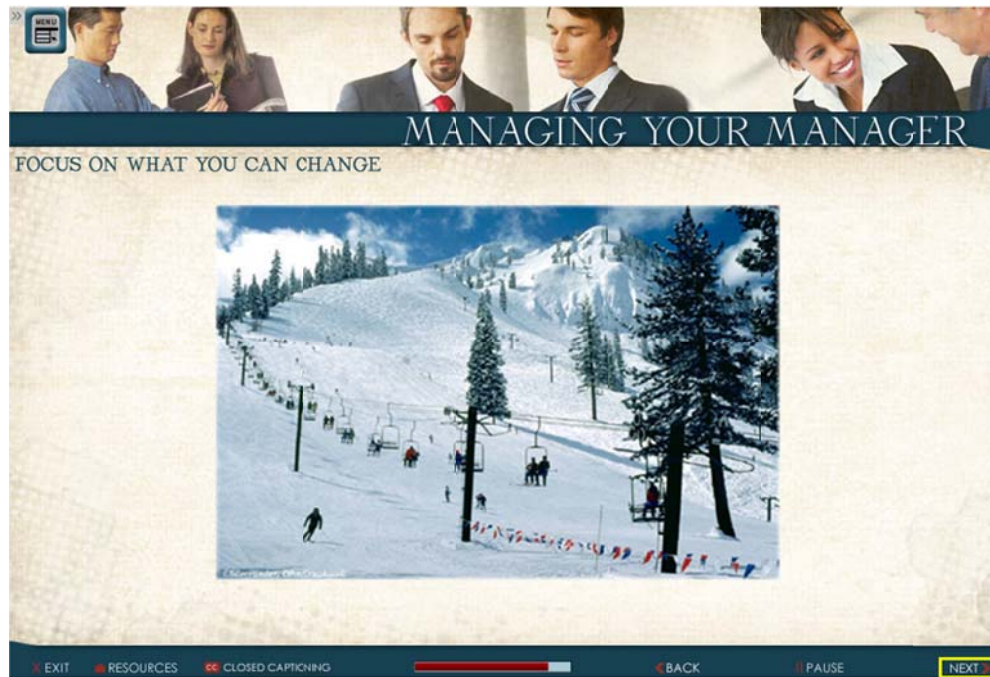 MENU
MANAGING YOUR MANAGER
FOCUS ON WHAT YOU CAN CHANGE
X EXIT
RESOURCES
CC CLOSED CAPTIONING
BACK
PAUSE
NEXT